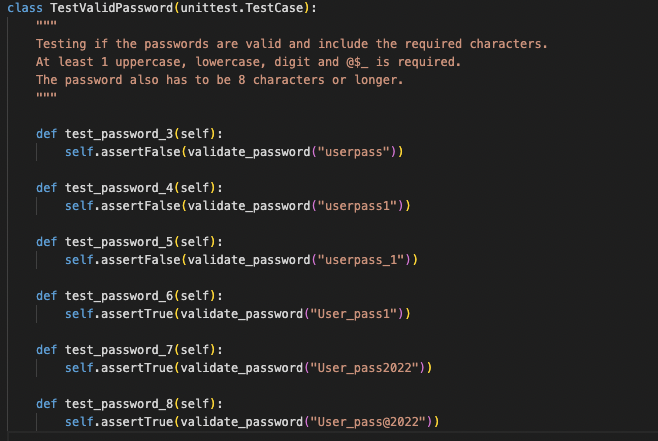 class TestValidPassword(unittest.TestCase):
"""
Testing if the passwords are valid and include the required characters.
At least 1 uppercase, lowercase, digit and @$_ is required.
The password also has to be 8 characters or longer.
"""
def test_password_3(self):
self.assertFalse(validate_password("userpass"))
def test_password_4(self):
self.assertFalse(validate_password("userpass1"))
def test_password_5(self):
self.assertFalse(validate_password("userpass_1"))
def test_password_6(self):
self.assertTrue(validate_password("User_pass1"))
def test_password_7(self):
self.assertTrue(validate_password("User_pass2022"))
def test_password_8(self):
self.assertTrue(validate_password("User_pass@2022"))